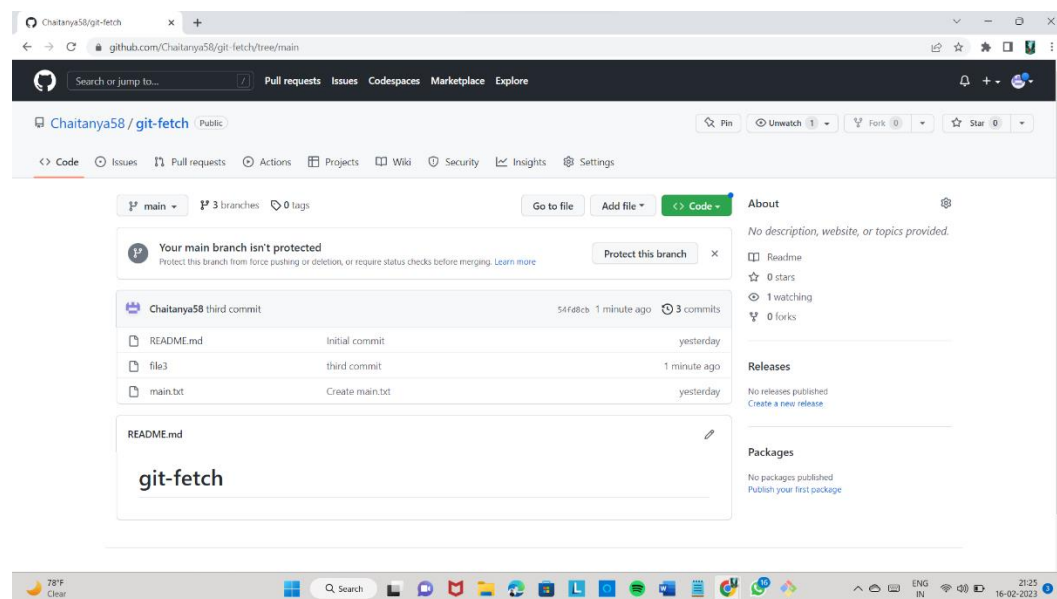 Chaitanya58/git-fetch
github.com/Chaitanya58/git-fetch/tree/main
Search or jump to... / Pull requests Issues Codespaces Marketplace Explore
Chaitanya58 / git-fetch Public
Pin Unwatch 1 Fork 0 Star 0
Code Issues Pull requests Actions Projects Wiki Security Insights Settings
main 3 branches 0 tags Go to file Add file Code
Your main branch isn't protected
Protect this branch from force pushing or deletion, or require status checks before merging. Learn more
Protect this branch
Chaitanya58 third commit 54fd8cb 1 minute ago 3 commits
README.md Initial commit yesterday
file3 third commit 1 minute ago
main.txt Create main.txt yesterday
README.md
git-fetch
About
No description, website, or topics provided.
Readme
0 stars
1 watching
0 forks
Releases
No releases published
Create a new release
Packages
No packages published
Publish your first package
78°F
Clear
Search
L
16
ENG
IN
21:25
16-02-2023
3